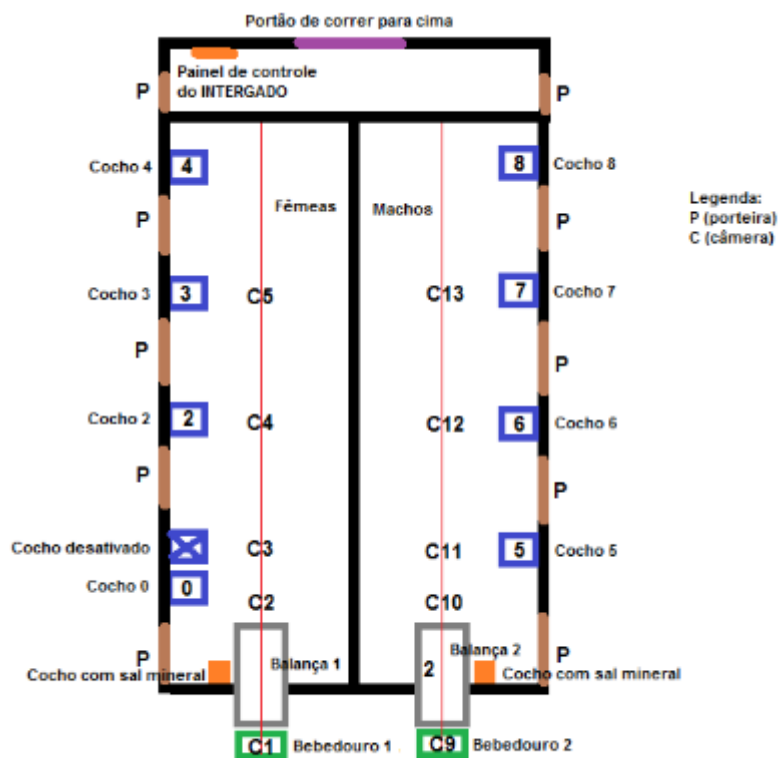 Portão de correr para cima
Painel de controle
do INTERGADO
P
P
Cocho 4
4
8
Cocho 8
Fêmeas
Machos
Legenda:
P (porteira)
C (câmera)
P
P
Cocho 3
3
C5
C13
7
Cocho 7
P
P
Cocho 2
2
C4
C12
6
Cocho 6
P
P
Cocho desativado
C3
C11
5
Cocho 5
Cocho 0
0
C2
C10
P
Balança 1
2
Balança 2
P
Cocho com sal mineral
Cocho com sal mineral
C1
Bebedouro 1
C9
Bebedouro 2